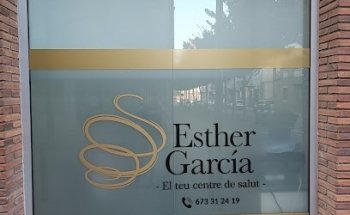 Esther
García
- El teu centre de salut -
673 31 24 19